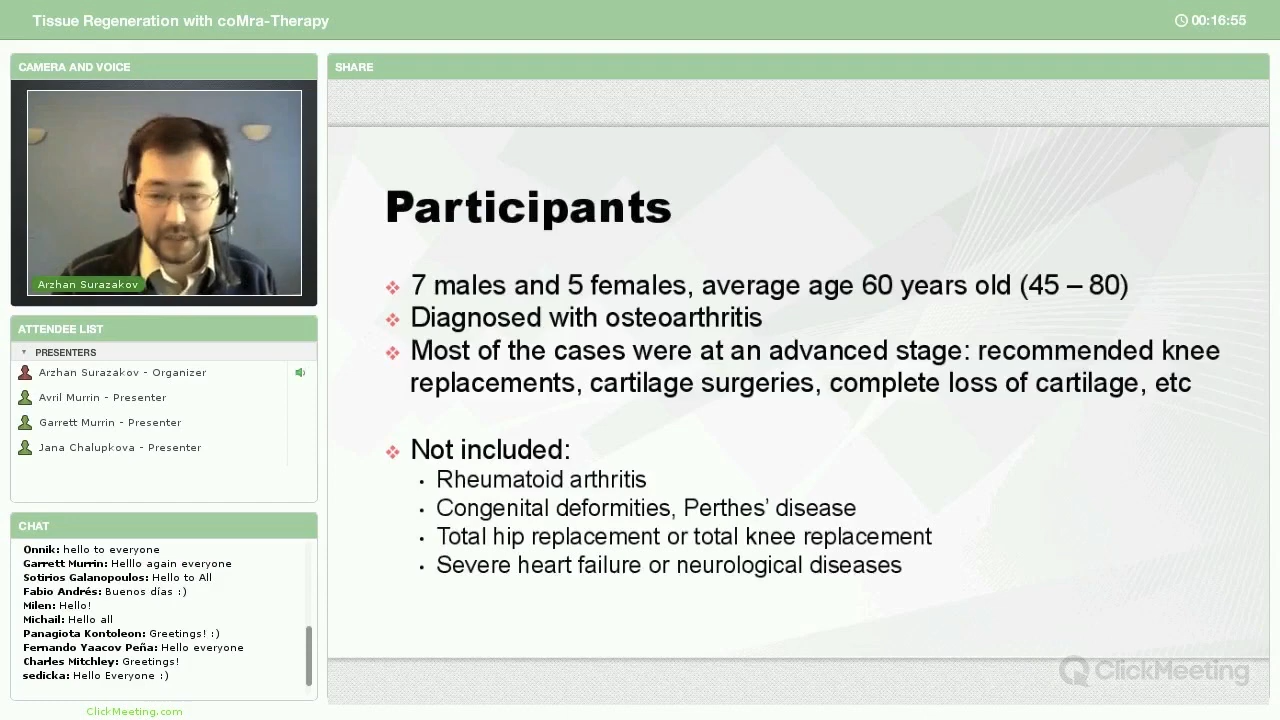 Tissue Regeneration with coMra-Therapy
00:16:55
CAMERA AND VOICE
Arzhan Surazakov
ATTENDEE LIST
PRESENTERS
Arzhan Surazakov - Organizer
Avril Murrin - Presenter
Garrett Murrin - Presenter
Jana Chalupkova - Presenter
CHAT
Onnik: hello to everyone
Garrett Murrin: Helllo again everyone
Sotirios Galanopoulos: Hello to All
Fabio Andrés: Buenos días :)
Milen: Hello!
Michail: Hello all
Panagiota Kontoleon: Greetings! :)
Fernando Yaacov Peña: Hello everyone
Charles Mitchley: Greetings!
sedicka: Hello Everyone :)
ClickMeeting.com
SHARE
Participants
❖ 7 males and 5 females, average age 60 years old (45 – 80)
❖ Diagnosed with osteoarthritis
❖ Most of the cases were at an advanced stage: recommended knee
replacements, cartilage surgeries, complete loss of cartilage, etc
❖ Not included:
• Rheumatoid arthritis
• Congenital deformities, Perthes’ disease
• Total hip replacement or total knee replacement
• Severe heart failure or neurological diseases
ClickMeeting